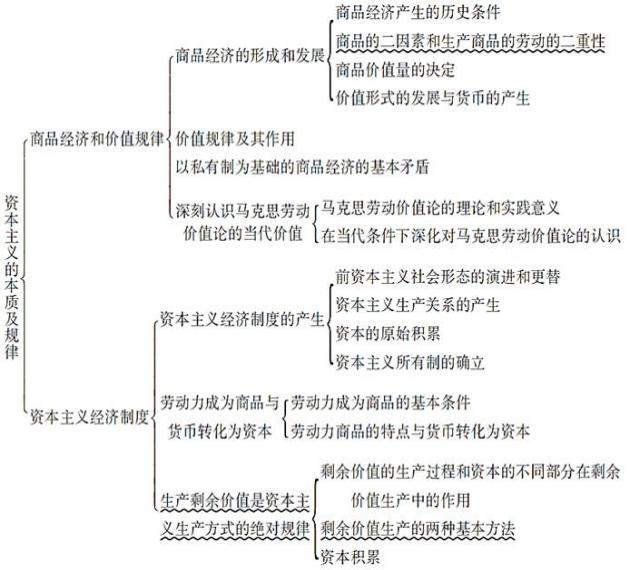 资本主义的本质及规律
商品经济和价值规律
商品经济的形成和发展
商品经济产生的历史条件
商品的二因素和生产商品的劳动的二重性
商品价值量的决定
价值形式的发展与货币的产生
价值规律及其作用
以私有制为基础的商品经济的基本矛盾
深刻认识马克思劳动
价值论的当代价值
马克思劳动价值论的理论和实践意义
在当代条件下深化对马克思劳动价值论的认识
资本主义经济制度
资本主义经济制度的产生
前资本主义社会形态的演进和更替
资本主义生产关系的产生
资本的原始积累
资本主义所有制的确立
劳动力成为商品与
货币转化为资本
劳动力成为商品的基本条件
劳动力商品的特点与货币转化为资本
生产剩余价值是资本主
义生产方式的绝对规律
剩余价值的生产过程和资本的不同部分在剩余
价值生产中的作用
剩余价值生产的两种基本方法
资本积累